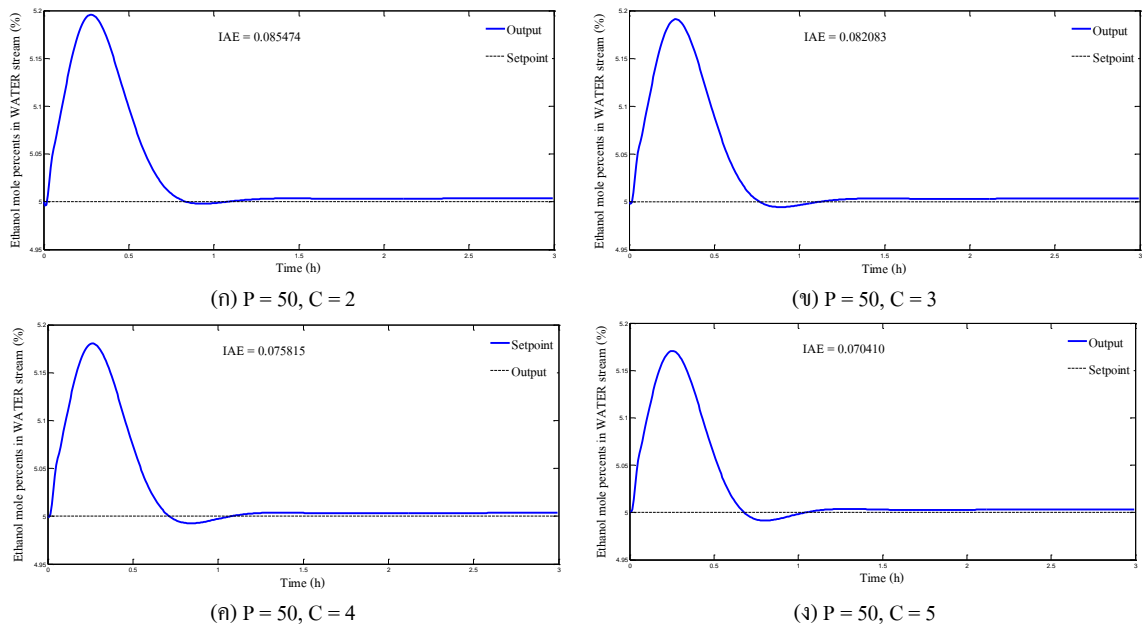 Ethanol mole percents in WATER stream (%)
5.2
5.15
5.1
5.05
5
4.95
IAE = 0.085474
Output
Setpoint
0 0.5 1 1.5 2 2.5 3
Time (h)
(ก) P = 50, C = 2
Ethanol mole percents in WATER stream (%)
5.2
5.15
5.1
5.05
5
4.95
IAE = 0.082083
Output
Setpoint
0 0.5 1 1.5 2 2.5 3
Time (h)
(ข) P = 50, C = 3
Ethanol mole percents in WATER stream (%)
5.2
5.15
5.1
5.05
5
4.95
IAE = 0.075815
Setpoint
Output
0 0.5 1 1.5 2 2.5 3
Time (h)
(ค) P = 50, C = 4
Ethanol mole percents in WATER stream (%)
5.2
5.15
5.1
5.05
5
4.95
IAE = 0.070410
Output
Setpoint
0 0.5 1 1.5 2 2.5 3
Time (h)
(ง) P = 50, C = 5